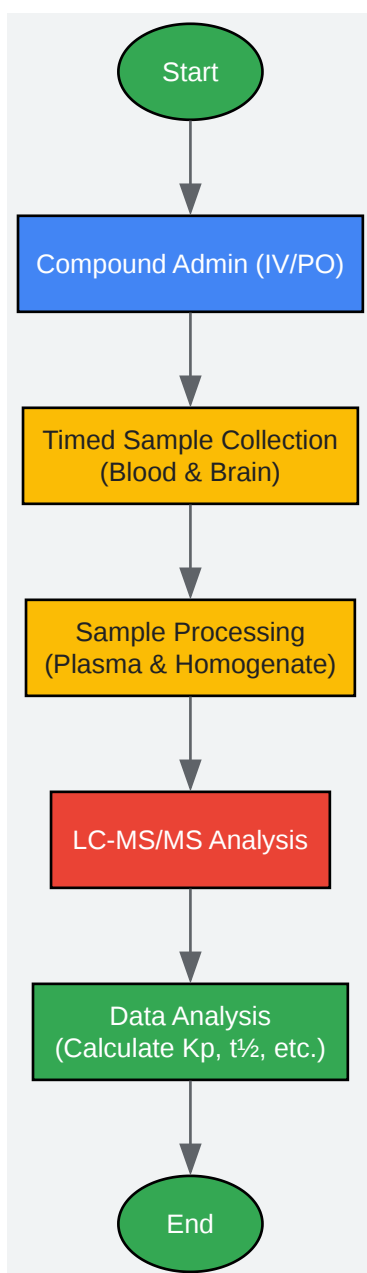 Start
Compound Admin (IV/PO)
Timed Sample Collection
(Blood & Brain)
Sample Processing
(Plasma & Homogenate)
LC-MS/MS Analysis
Data Analysis
(Calculate Kp, t½, etc.)
End